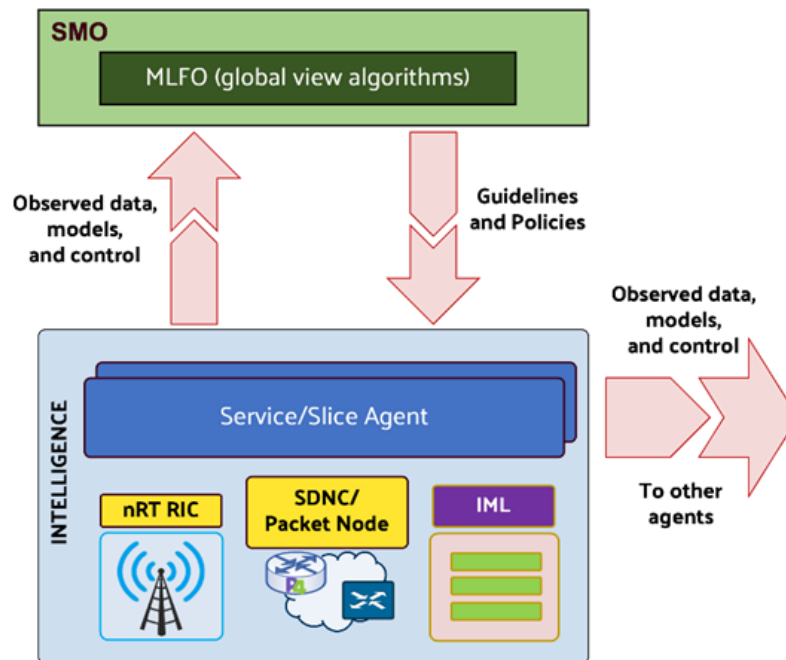 SMO
MLFO (global view algorithms)
Observed data,
models,
and control
Guidelines
and Policies
Observed data,
models,
and control
To other
agents
INTELLIGENCE
Service/Slice Agent
nRT RIC
SDNC/
Packet Node
IML
P4